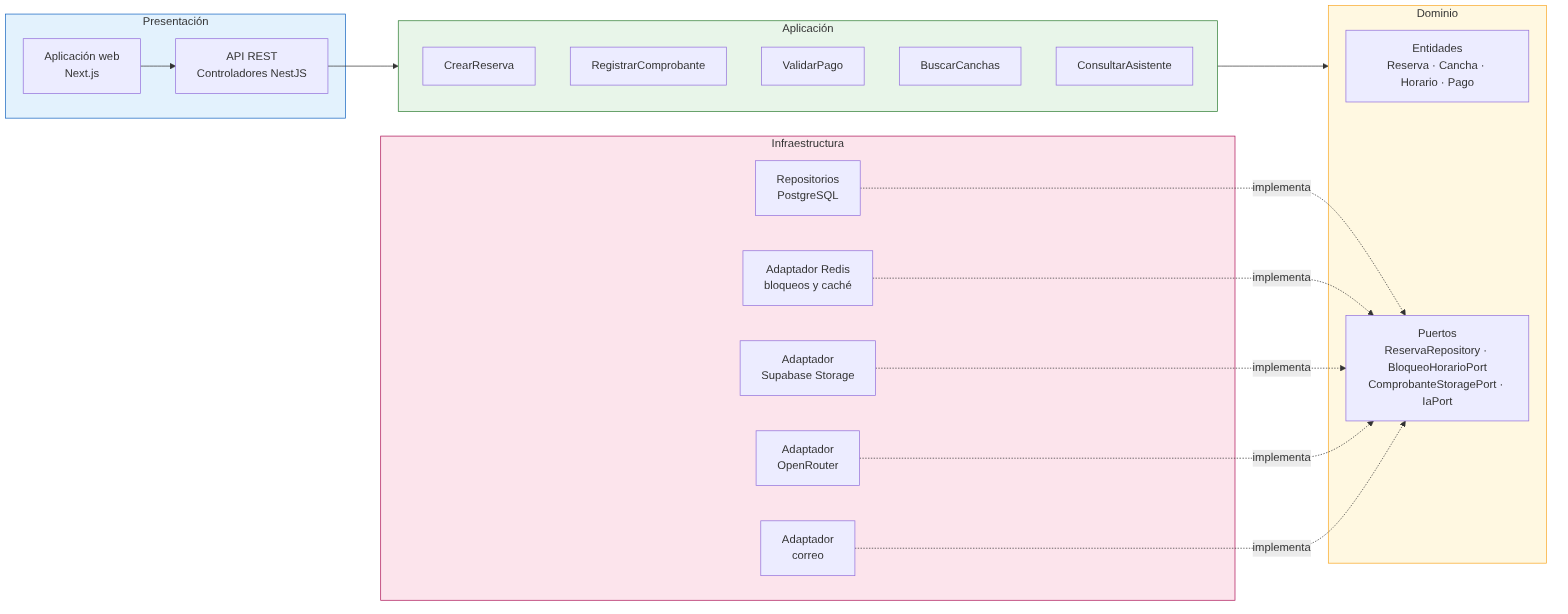 Presentación
Aplicación web
Next.js
API REST
Controladores NestJS
Aplicación
CrearReserva
RegistrarComprobante
ValidarPago
BuscarCanchas
ConsultarAsistente
Dominio
Entidades
Reserva · Cancha ·
Horario · Pago
Infraestructura
Repositorios
PostgreSQL
implementa
Adaptador Redis
bloqueos y caché
implementa
Adaptador
Supabase Storage
implementa
Puertos
ReservaRepository ·
BloqueoHorarioPort
ComprobanteStoragePort ·
IaPort
Adaptador
OpenRouter
implementa
Adaptador
correo
implementa